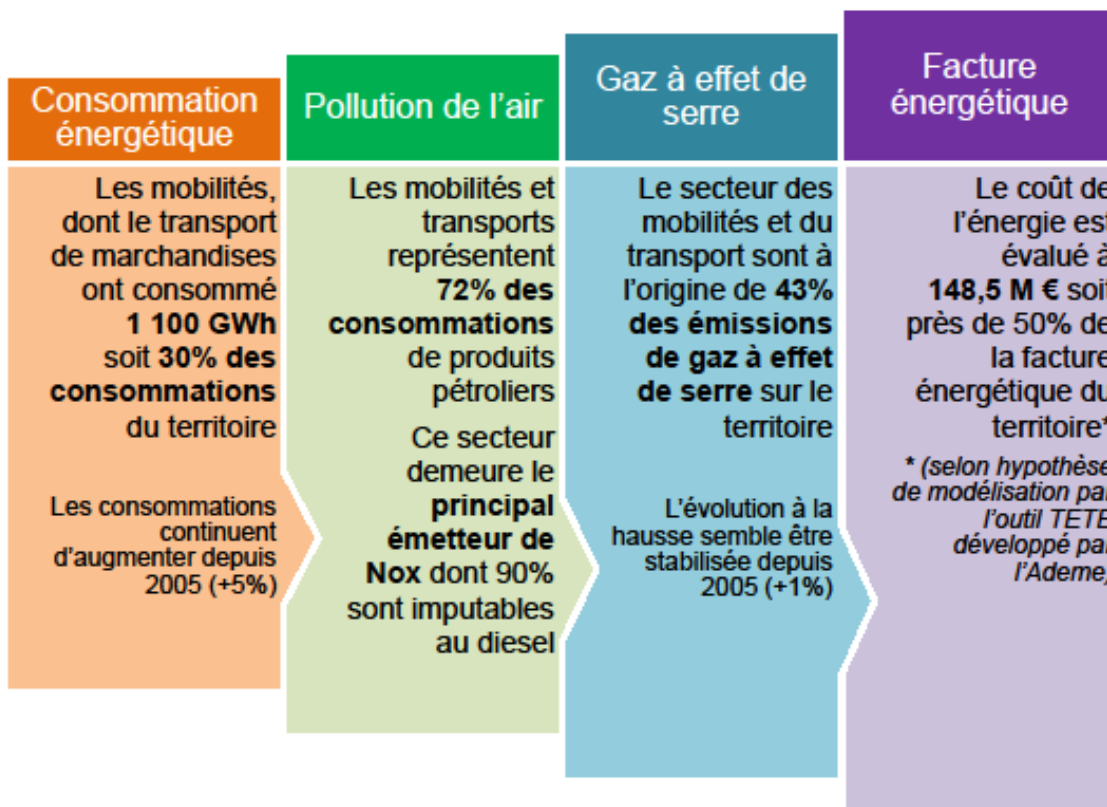 Consommation
énergétique
Les mobilités,
dont le transport
de marchandises
ont consommé
1 100 GWh
soit 30% des
consommations
du territoire
Les consommations
continuent
d'augmenter depuis
2005 (+5%)
Pollution de l'air
Les mobilités et
transports
représentent
72% des
consommations
de produits
pétroliers
Ce secteur
demeure le
principal
émetteur de
Nox dont 90%
sont imputables
au diesel
Gaz à effet de
serre
Le secteur des
mobilités et du
transport sont à
l'origine de 43%
des émissions
de gaz à effet
de serre sur le
territoire
L'évolution à la
hausse semble être
stabilisée depuis
2005 (+1%)
Facture
énergétique
Le coût de
l'énergie est
évalué à
148,5 M € soit
près de 50% de
la facture
énergétique du
territoire*
* (selon hypothèse
de modélisation par
l'outil TETE
développé par
l'Ademe)